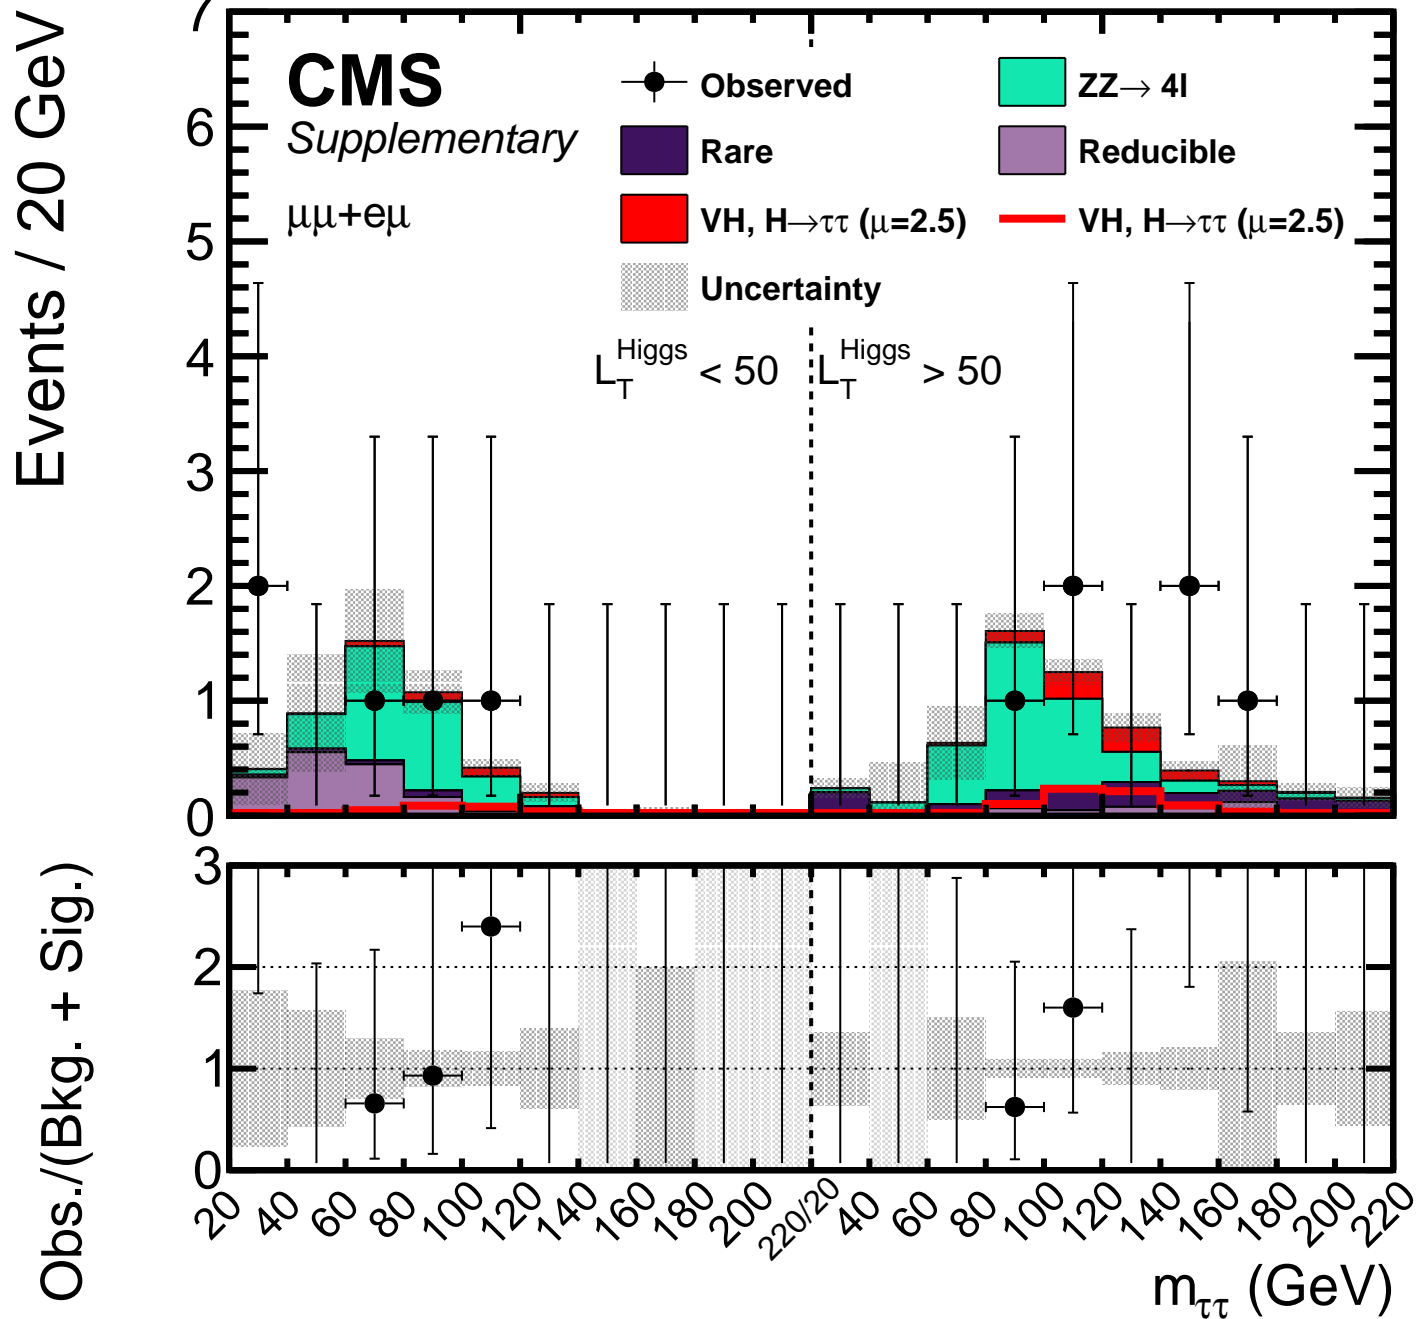 Events / 20 GeV
7
6
5
4
3
2
1
0
CMS
Supplementary
μμ+eμ
Observed
ZZ→ 4l
Rare
Reducible
VH, H→ττ (μ=2.5)
VH, H→ττ (μ=2.5)
Uncertainty
L_T^Higgs < 50
L_T^Higgs > 50
Obs./(Bkg. + Sig.)
3
2
1
0
20 40 60 80 100 120 140 160 180 200 220/20 40 60 80 100 120 140 160 180 200 220
m_ττ (GeV)